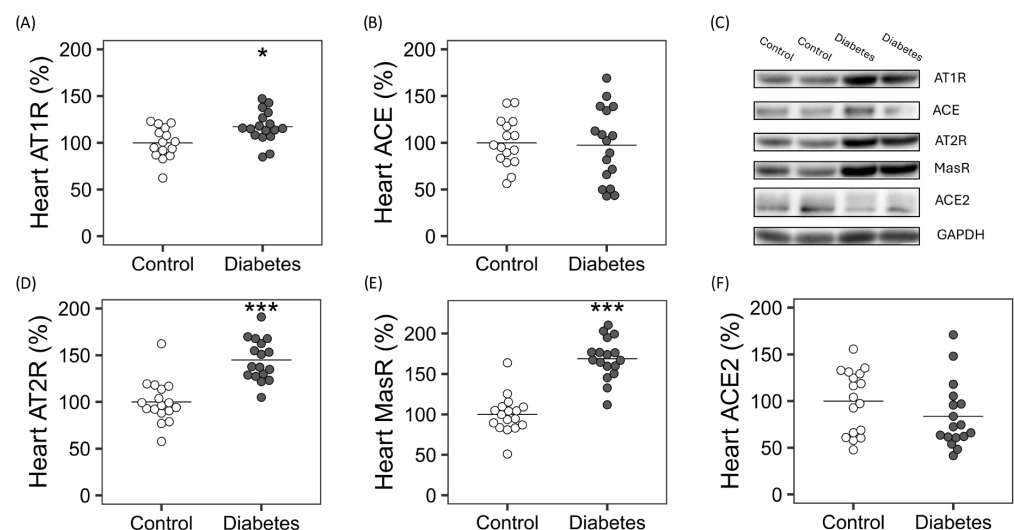 (A)
Heart AT1R (%)
200
150
100
50
0
*
Control Diabetes
(B)
Heart ACE (%)
200
150
100
50
0
Control Diabetes
(C)
Control Control Diabetes Diabetes
AT1R
ACE
AT2R
MasR
ACE2
GAPDH
(D)
Heart AT2R (%)
200
150
100
50
0
***
Control Diabetes
(E)
Heart MasR (%)
200
150
100
50
0
***
Control Diabetes
(F)
Heart ACE2 (%)
200
150
100
50
0
Control Diabetes